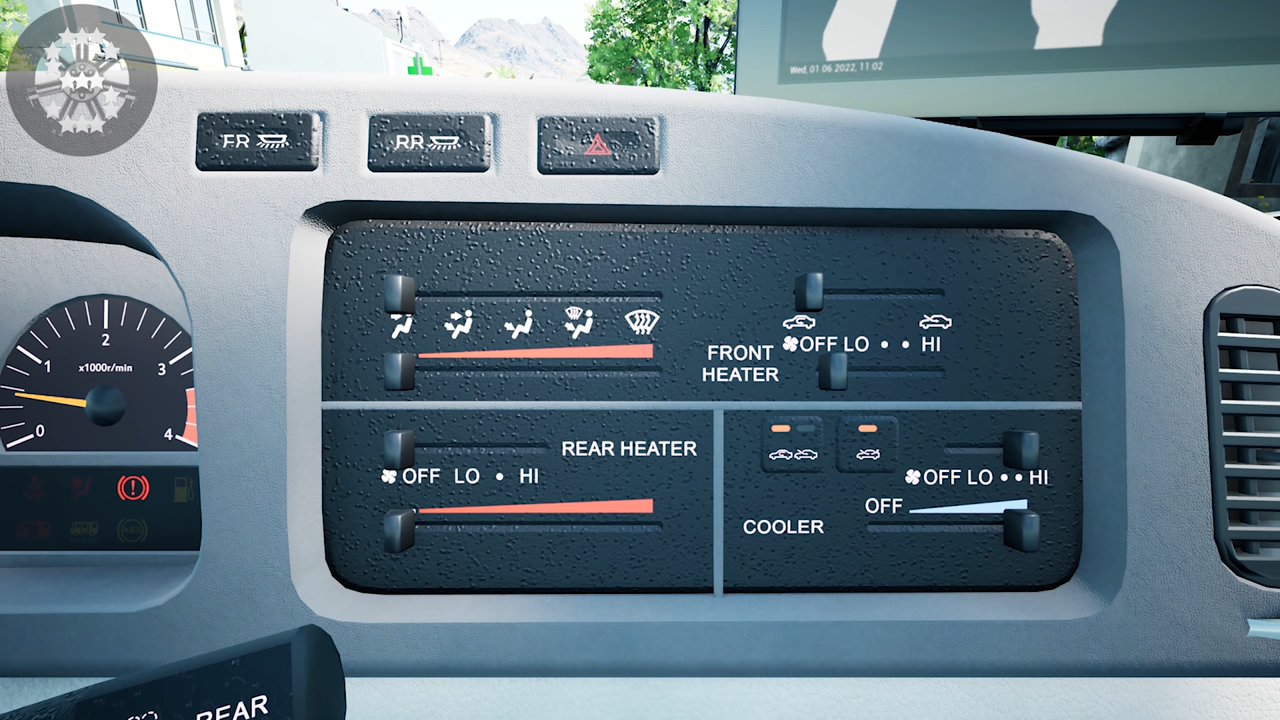 Wed, 01 06 2022, 11 02
FR
RR
OFF LO • • HI
FRONT
HEATER
1 2 3
x1000r/min
0 4
REAR HEATER
OFF LO • HI
OFF LO • • HI
OFF
COOLER
REAR